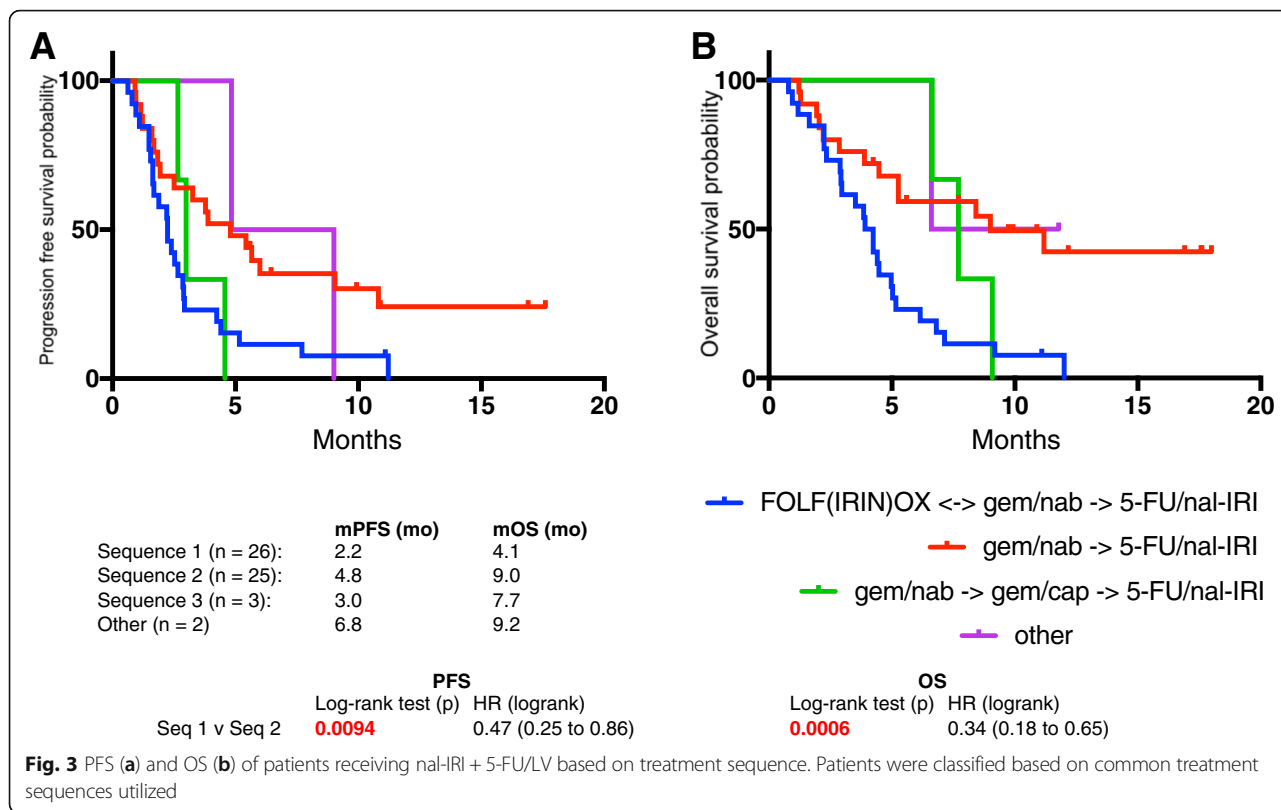 A
B
Progression free survival probability
100
50
0
0 5 10 15 20
Months
Overall survival probability
100
50
0
0 5 10 15 20
Months
FOLF(IRIN)OX <-> gem/nab -> 5-FU/nal-IRI
gem/nab -> 5-FU/nal-IRI
gem/nab -> gem/cap -> 5-FU/nal-IRI
other
mPFS (mo) mOS (mo)
Sequence 1 (n = 26): 2.2 4.1
Sequence 2 (n = 25): 4.8 9.0
Sequence 3 (n = 3): 3.0 7.7
Other (n = 2) 6.8 9.2
PFS OS
Log-rank test (p) HR (logrank) Log-rank test (p) HR (logrank)
Seq 1 v Seq 2 0.0094 0.47 (0.25 to 0.86) 0.0006 0.34 (0.18 to 0.65)
Fig. 3 PFS (a) and OS (b) of patients receiving nal-IRI + 5-FU/LV based on treatment sequence. Patients were classified based on common treatment
sequences utilized